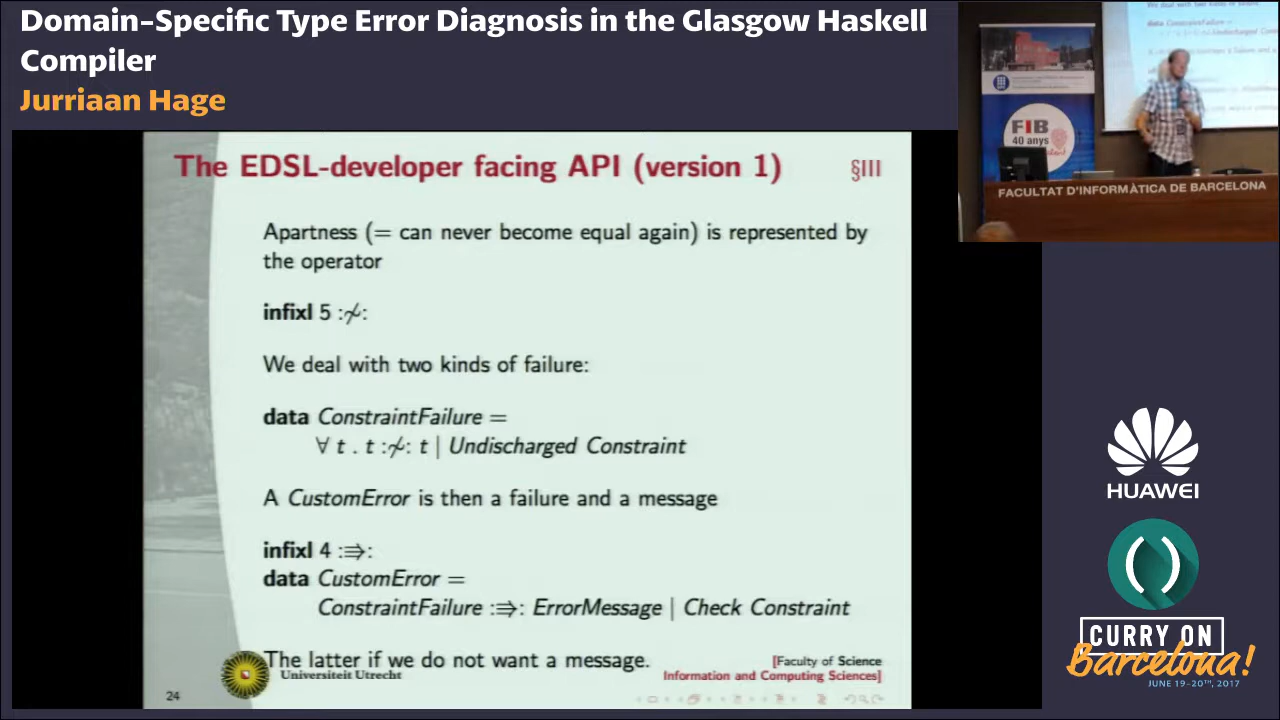 Domain-Specific Type Error Diagnosis in the Glasgow Haskell
Compiler
Jurriaan Hage
The EDSL-developer facing API (version 1)
§III
Apartness (= can never become equal again) is represented by
the operator
infixl 5 :≁:
We deal with two kinds of failure:
data ConstraintFailure =
∀ t . t :≁: t | Undischarged Constraint
A CustomError is then a failure and a message
infixl 4 :⇛:
data CustomError =
ConstraintFailure :⇛: ErrorMessage | Check Constraint
The latter if we do not want a message.
Universiteit Utrecht
[Faculty of Science
Information and Computing Sciences]
24
FIB
40 anys
FACULTAT D'INFORMÀTICA DE BARCELONA
HUAWEI
CURRY ON
Barcelona!
JUNE 19-20TH, 2017